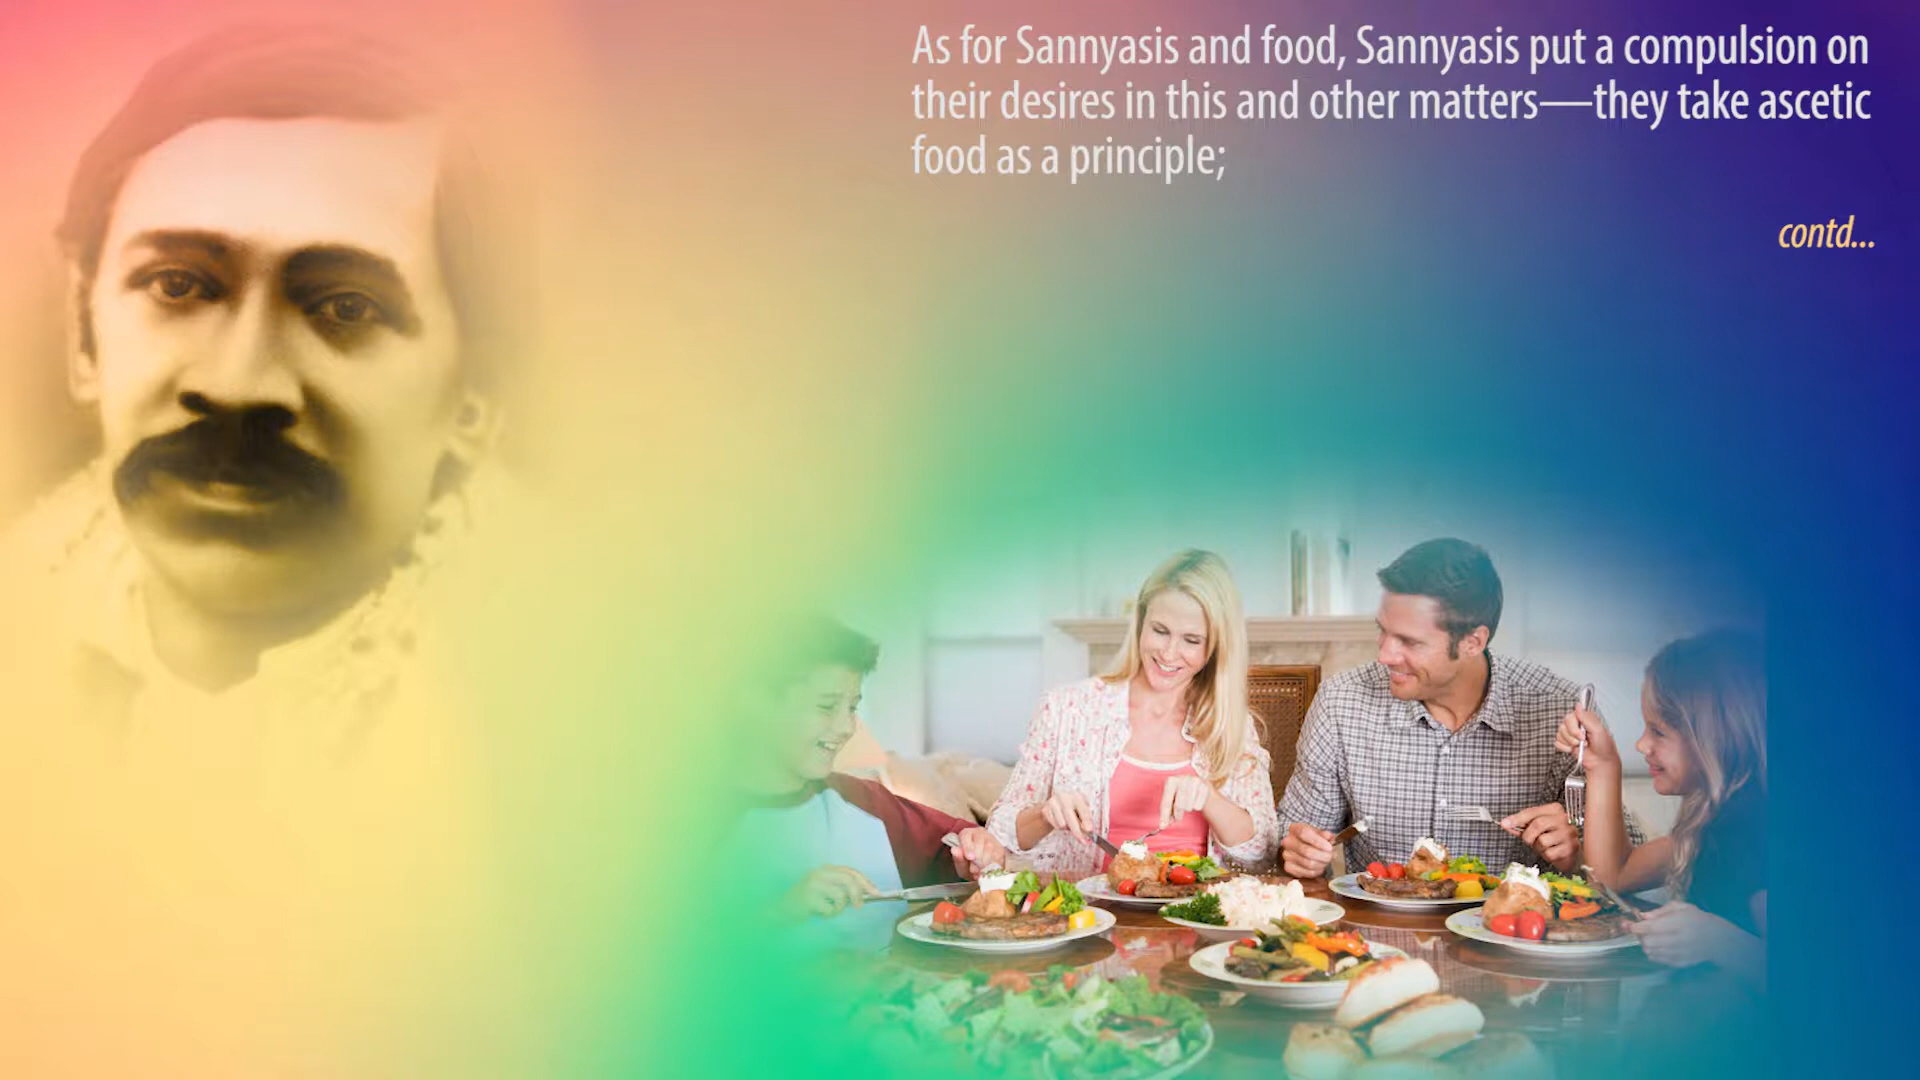 As for Sannyasis and food, Sannyasis put a compulsion on
their desires in this and other matters—they take ascetic
food as a principle;
contd...